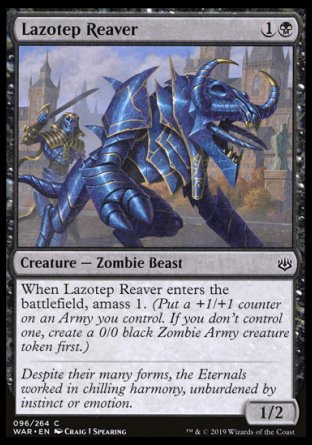 Lazotep Reaver 1
Creature — Zombie Beast
When Lazotep Reaver enters the
battlefield, amass 1. (Put a +1/+1 counter
on an Army you control. If you don't control
one, create a 0/0 black Zombie Army creature
token first.)
Despite their many forms, the Eternals
worked in chilling harmony, unburdened by
instinct or emotion.
1/2
096/264 C
WAR • EN CRAIG J SPEARING ™ & © 2019 Wizards of the Coast